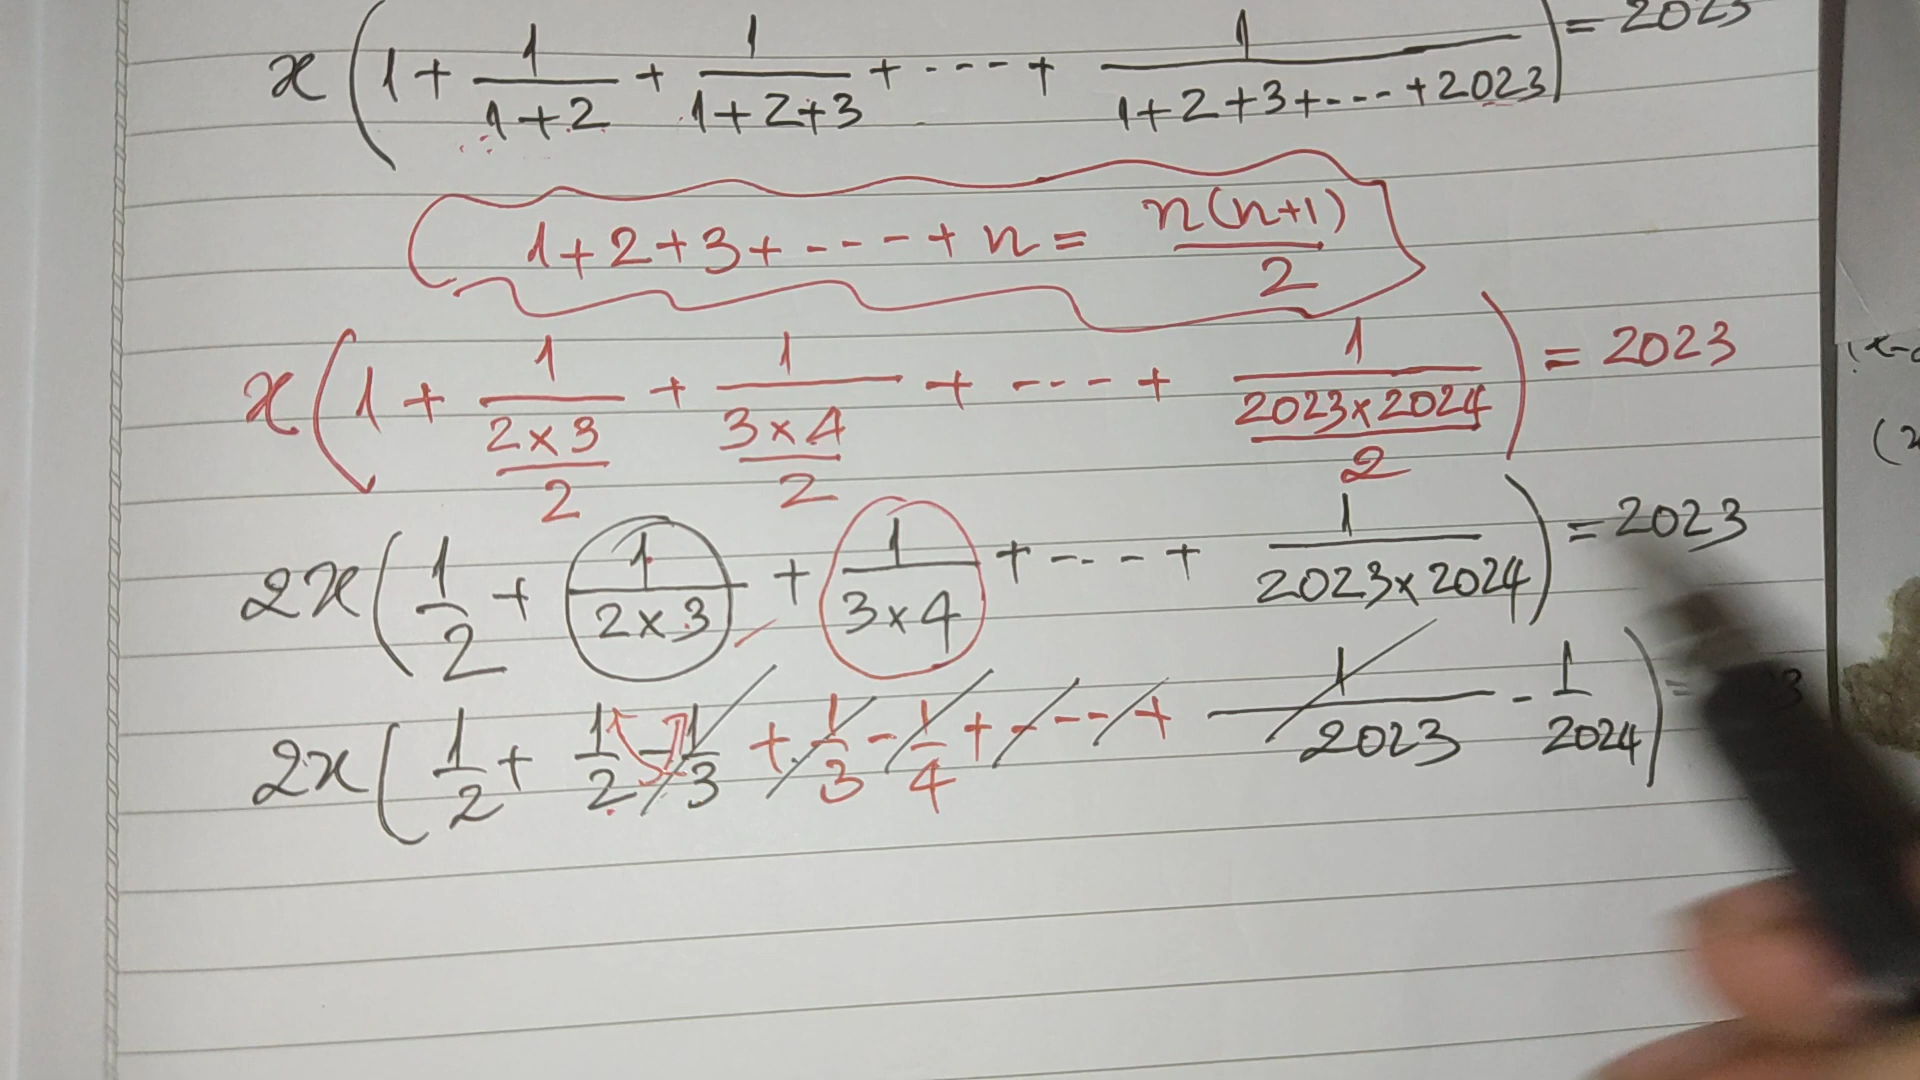 x(1 + 1/(1+2) + 1/(1+2+3) + ---- + 1/(1+2+3+---+2023)) = 2023
1+2+3+----+n = n(n+1)/2
x(1 + 1/((2×3)/2) + 1/((3×4)/2) + ---- + 1/((2023×2024)/2)) = 2023
2x(1/2 + 1/(2×3) + 1/(3×4) + ---- + 1/(2023×2024)) = 2023
2x(1/2 + 1/2 - 1/3 + 1/3 - 1/4 + ---- + 1/2023 - 1/2024) =